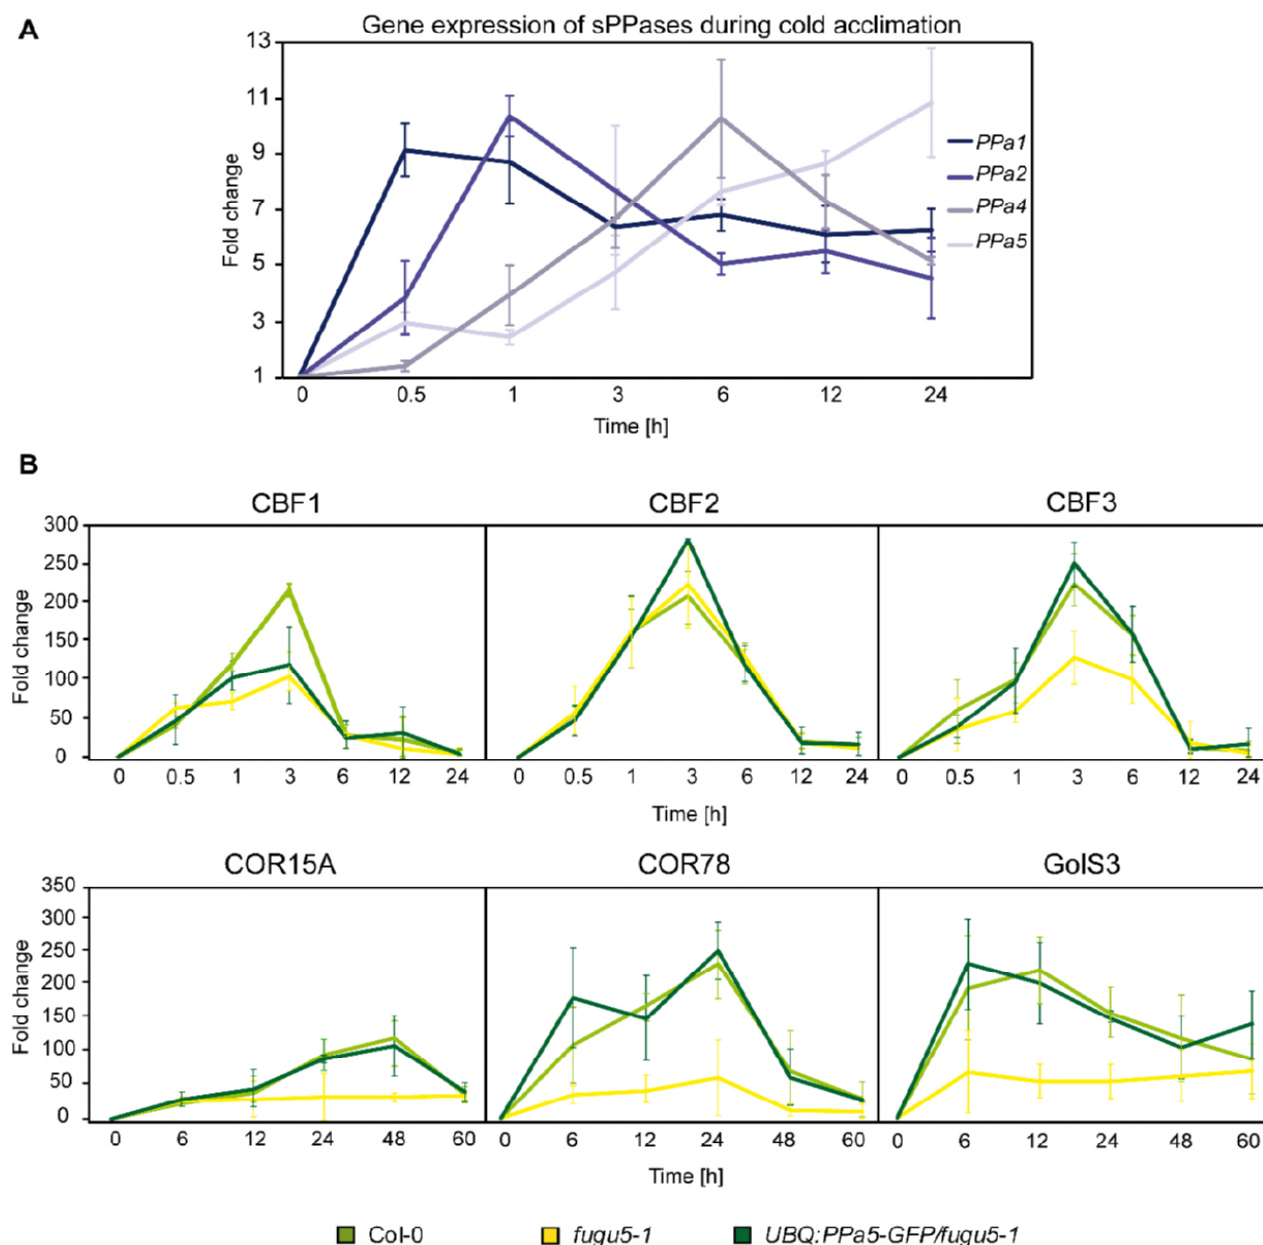 A
Gene expression of sPPases during cold acclimation
13
11
9
7
5
3
1
Fold change
PPa1
PPa2
PPa4
PPa5
0 0.5 1 3 6 12 24
Time [h]
B
CBF1 CBF2 CBF3
300
250
200
150
100
50
0
Fold change
0 0.5 1 3 6 12 24 0 0.5 1 3 6 12 24 0 0.5 1 3 6 12 24
Time [h]
COR15A COR78 GolS3
350
300
250
200
150
100
50
0
Fold change
0 6 12 24 48 60 0 6 12 24 48 60 0 6 12 24 48 60
Time [h]
Col-0 fugu5-1 UBQ:PPa5-GFP/fugu5-1